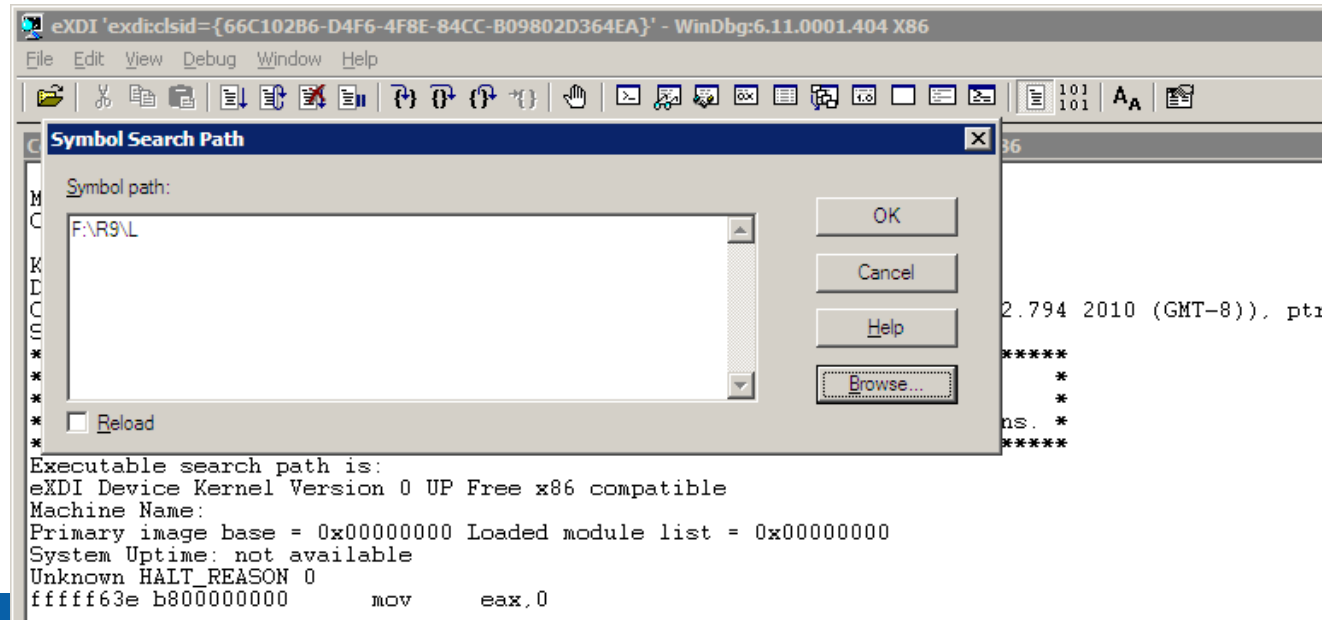 eXDI 'exdi:clsid={66C102B6-D4F6-4F8E-84CC-B09802D364EA}' - WinDbg:6.11.0001.404 X86
File Edit View Debug Window Help
Symbol Search Path
Symbol path:
F:\R9\L
OK
Cancel
Help
Browse...
Reload
2.794 2010 (GMT-8)), ptr
*****
*
*
ns. *
*****
Executable search path is:
eXDI Device Kernel Version 0 UP Free x86 compatible
Machine Name:
Primary image base = 0x00000000 Loaded module list = 0x00000000
System Uptime: not available
Unknown HALT_REASON 0
fffff63e b800000000 mov eax,0